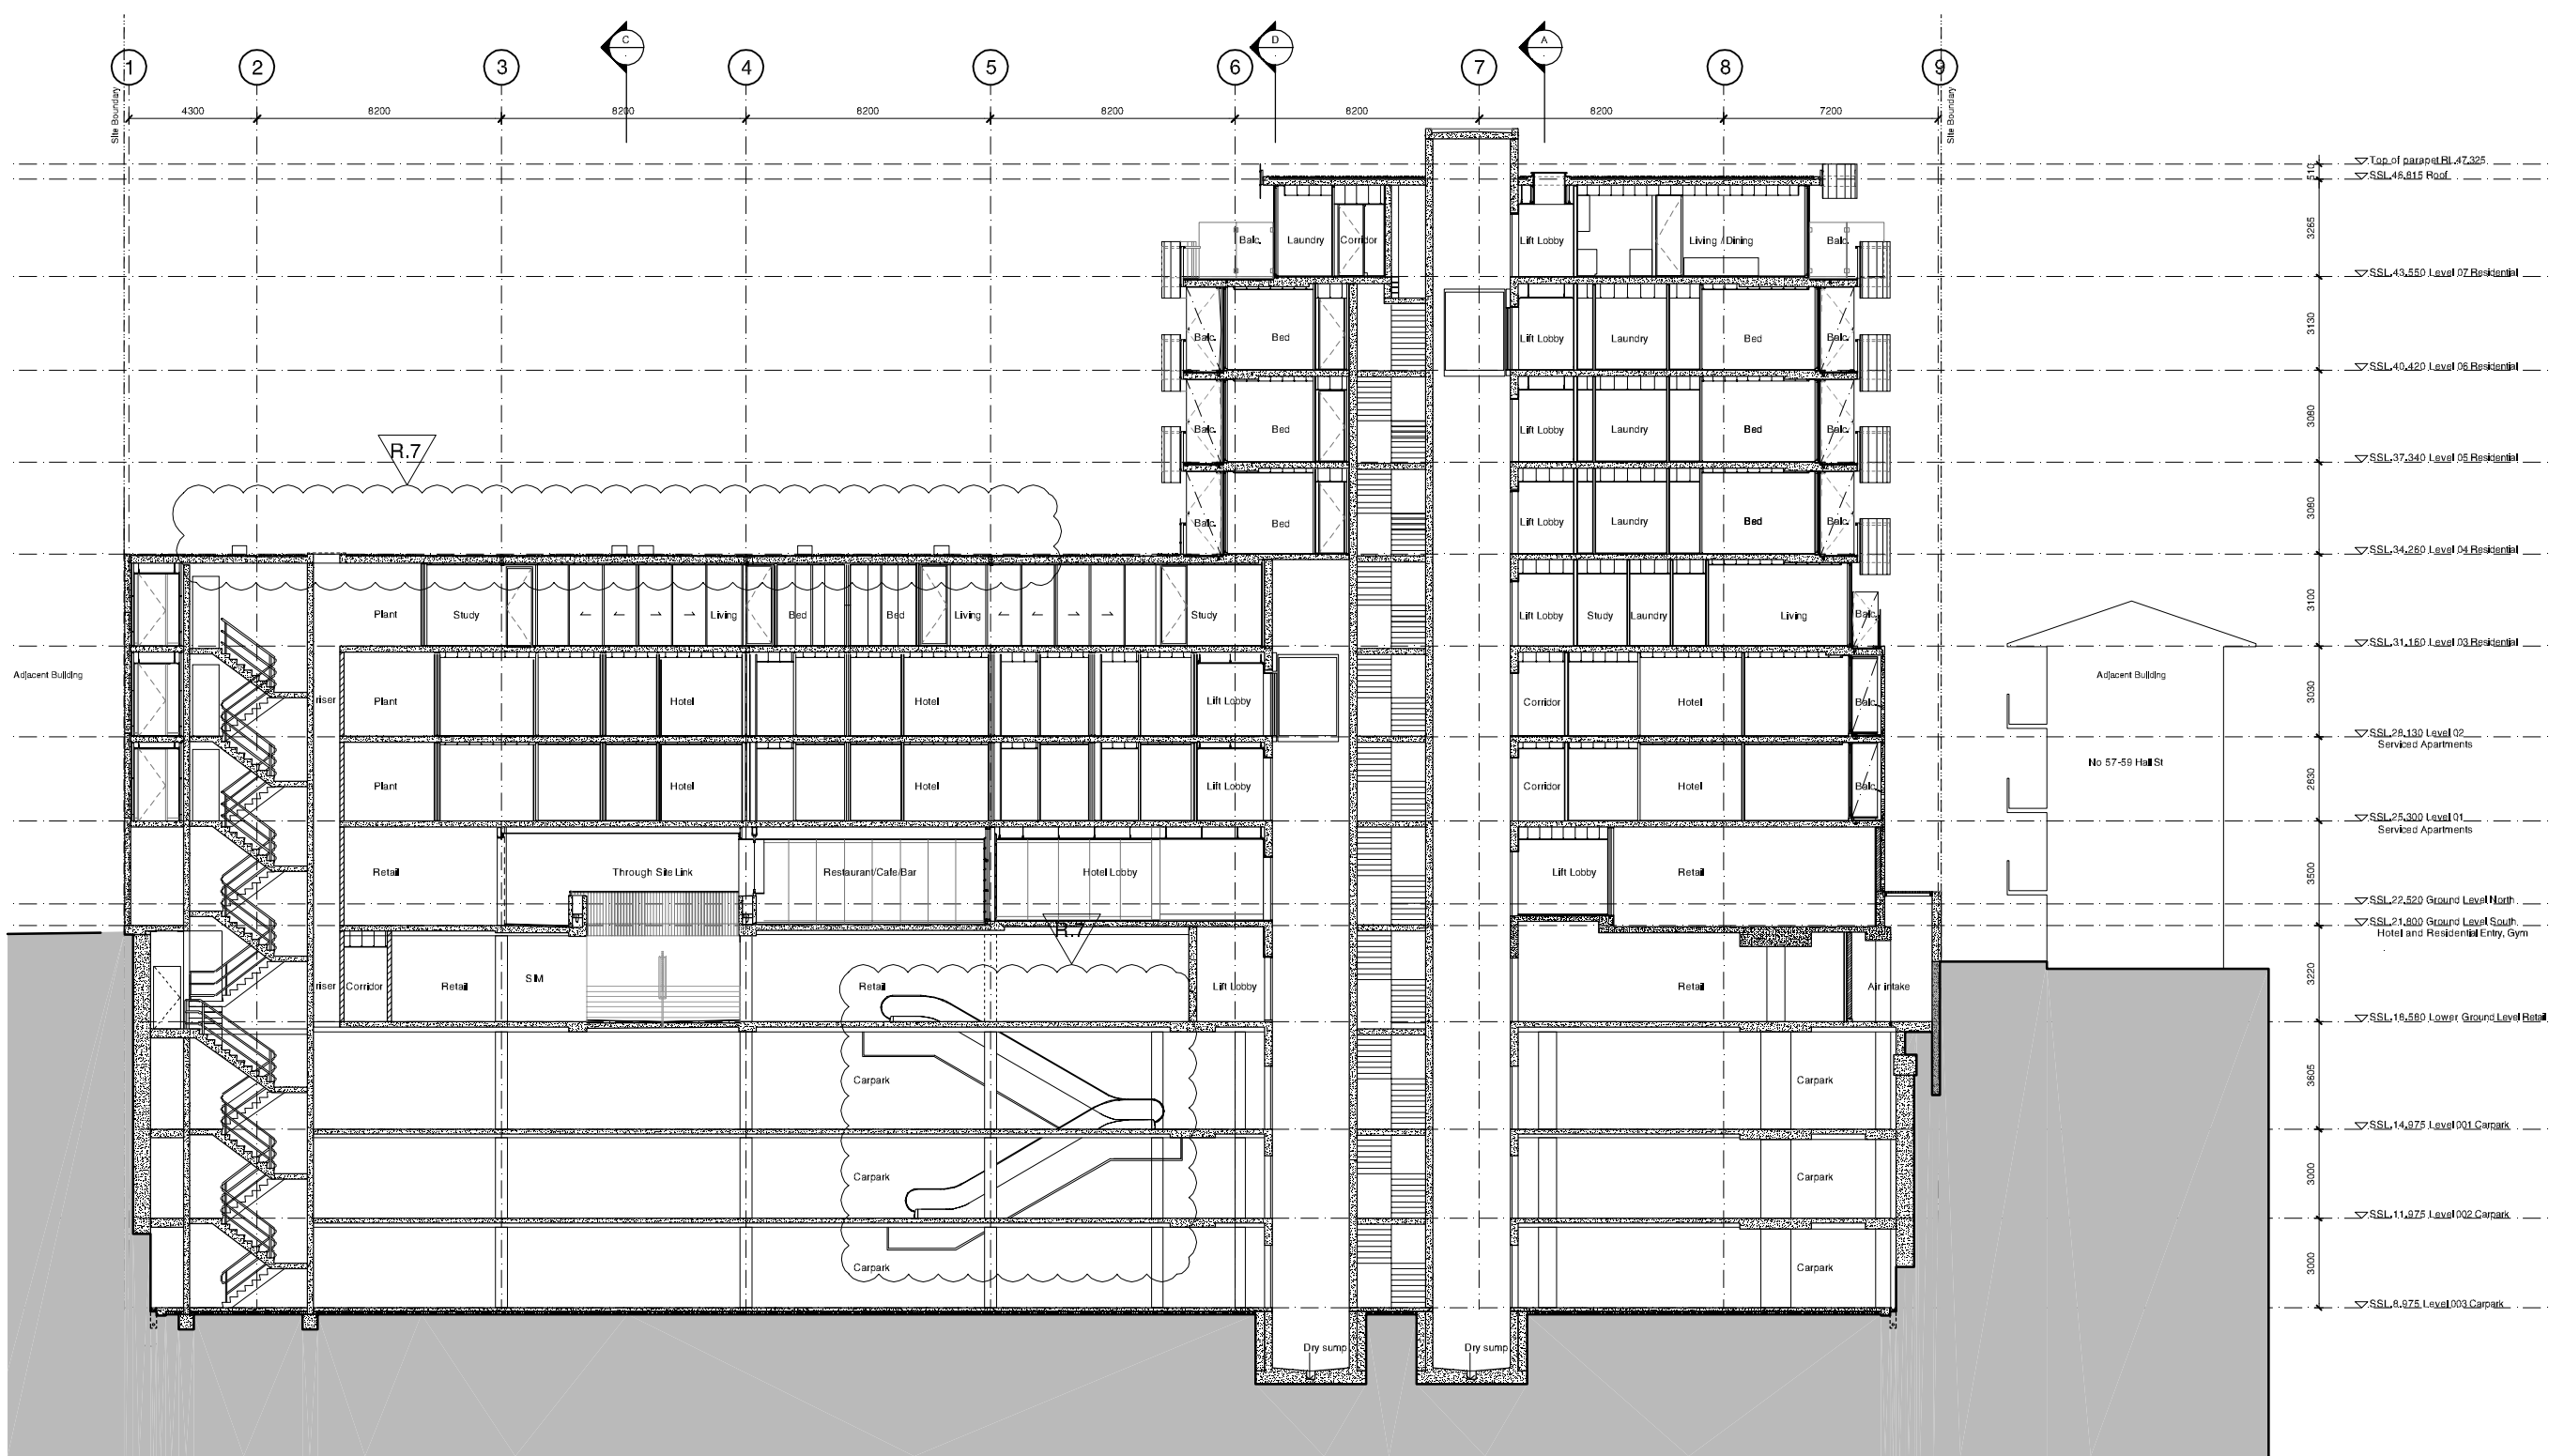 C
D
A
1
2
3
4
5
6
7
8
9
Site Boundary
4300
8200
8200
8200
8200
8200
8200
7200
Site Boundary
Top of parapet RL.47.325
510
SSL.46.815 Roof
3265
Balc.
Laundry
Corridor
Lift Lobby
Living / Dining
Balc.
SSL.43.550 Level 07 Residential
3130
Balc.
Bed
Lift Lobby
Laundry
Bed
Balc.
SSL.40.420 Level 06 Residential
3080
Balc.
Bed
Lift Lobby
Laundry
Bed
Balc.
R.7
SSL.37.340 Level 05 Residential
3080
Balc.
Bed
Lift Lobby
Laundry
Bed
Balc.
SSL.34.260 Level 04 Residential
3100
Plant
Study
Living
Bed
Bed
Living
Study
Lift Lobby
Study
Laundry
Living
Balc.
SSL.31.160 Level 03 Residential
Adjacent Building
Adjacent Building
3030
riser
Plant
Hotel
Hotel
Lift Lobby
Corridor
Hotel
Balc.
SSL.28.130 Level 02
Serviced Apartments
No 57-59 Hall St
2830
Plant
Hotel
Hotel
Lift Lobby
Corridor
Hotel
Balc.
SSL.25.300 Level 01
Serviced Apartments
3500
Retail
Through Site Link
Restaurant/Cafe/Bar
Hotel Lobby
Lift Lobby
Retail
SSL.22.520 Ground Level North
SSL.21.800 Ground Level South
Hotel and Residential Entry, Gym
R.7
3220
riser
Corridor
Retail
SIM
Retail
Lift Lobby
Retail
Air intake
SSL.18.580 Lower Ground Level Retail
3605
Carpark
Carpark
SSL.14.975 Level 001 Carpark
3000
Carpark
Carpark
SSL.11.975 Level 002 Carpark
3000
Carpark
Carpark
SSL.8.975 Level 003 Carpark
Dry sump
Dry sump